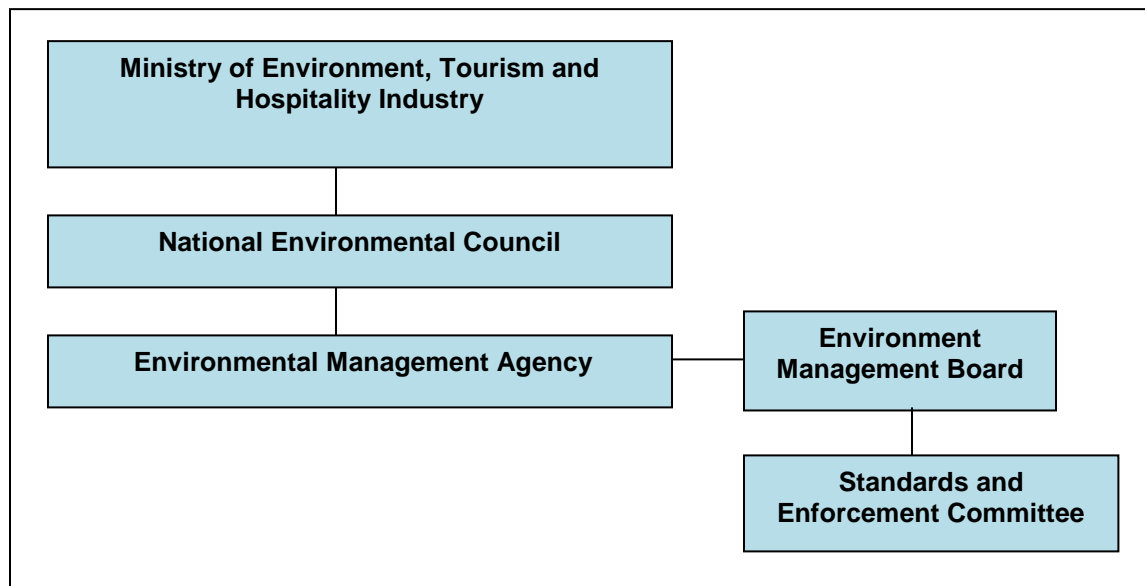 Ministry of Environment, Tourism and
Hospitality Industry
National Environmental Council
Environmental Management Agency
Environment
Management Board
Standards and
Enforcement Committee